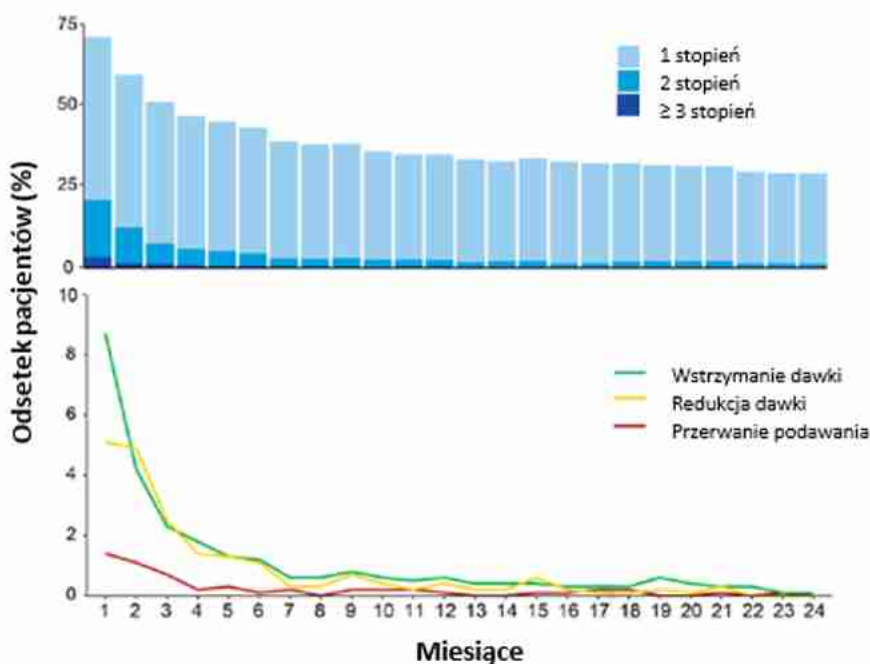 75
50
25
0
1 stopień
2 stopień
≥ 3 stopień
Odsetek pacjentów (%)
10
8
6
4
2
0
Wstrzymanie dawki
Redukcja dawki
Przerwanie podawania
1 2 3 4 5 6 7 8 9 10 11 12 13 14 15 16 17 18 19 20 21 22 23 24
Miesiące